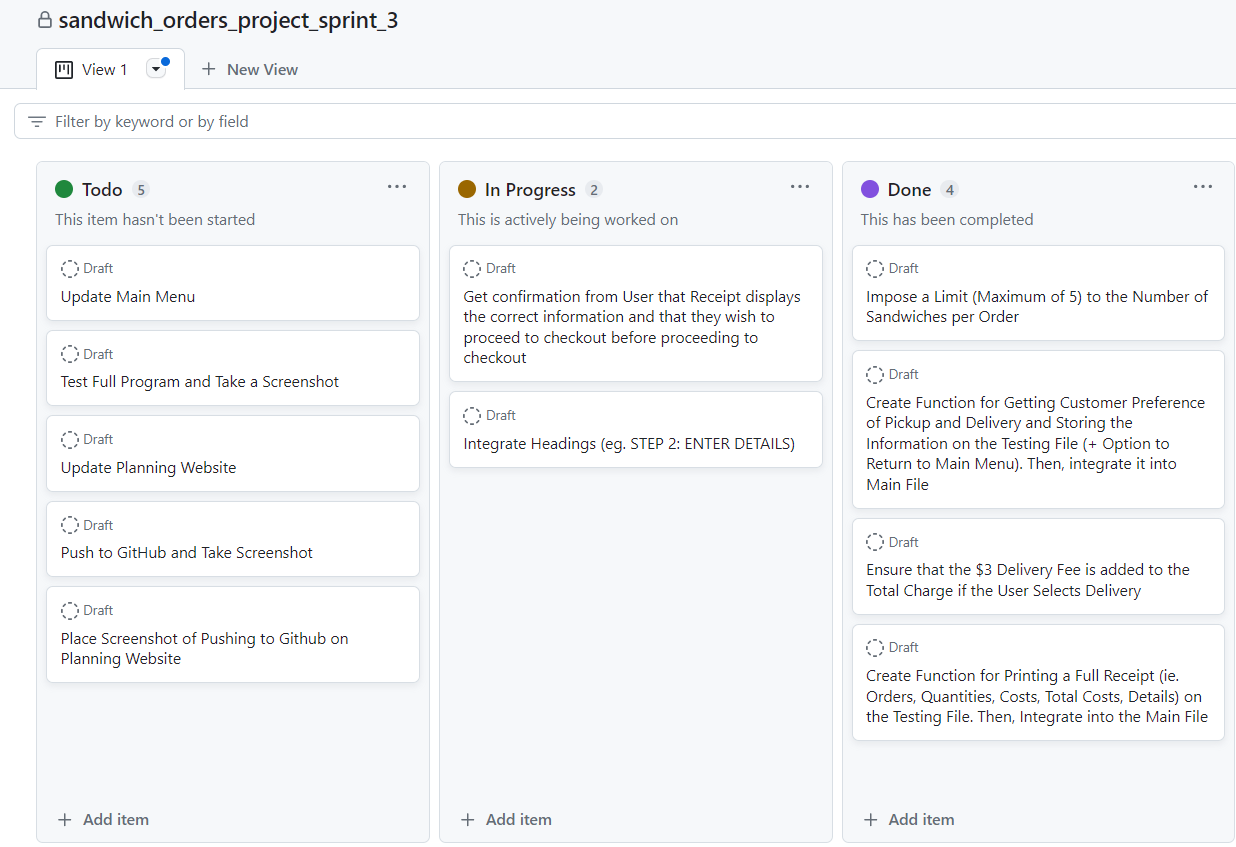 sandwich_orders_project_sprint_3
View 1
New View
Filter by keyword or by field
Todo 5
This item hasn't been started
Draft
Update Main Menu
Draft
Test Full Program and Take a Screenshot
Draft
Update Planning Website
Draft
Push to GitHub and Take Screenshot
Draft
Place Screenshot of Pushing to Github on
Planning Website
Add item
In Progress 2
This is actively being worked on
Draft
Get confirmation from User that Receipt displays
the correct information and that they wish to
proceed to checkout before proceeding to
checkout
Draft
Integrate Headings (eg. STEP 2: ENTER DETAILS)
Add item
Done 4
This has been completed
Draft
Impose a Limit (Maximum of 5) to the Number of
Sandwiches per Order
Draft
Create Function for Getting Customer Preference
of Pickup and Delivery and Storing the
Information on the Testing File (+ Option to
Return to Main Menu). Then, integrate it into
Main File
Draft
Ensure that the $3 Delivery Fee is added to the
Total Charge if the User Selects Delivery
Draft
Create Function for Printing a Full Receipt (ie.
Orders, Quantities, Costs, Total Costs, Details) on
the Testing File. Then, Integrate into the Main File
Add item